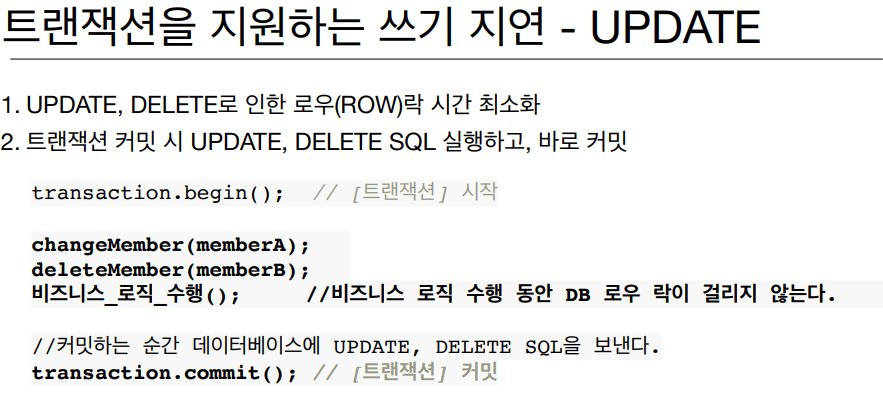 트랜잭션을 지원하는 쓰기 지연 - UPDATE
1. UPDATE, DELETE로 인한 로우(ROW)락 시간 최소화
2. 트랜잭션 커밋 시 UPDATE, DELETE SQL 실행하고, 바로 커밋
transaction.begin(); // [트랜잭션] 시작
changeMember(memberA);
deleteMember(memberB);
비즈니스_로직_수행(); //비즈니스 로직 수행 동안 DB 로우 락이 걸리지 않는다.
//커밋하는 순간 데이터베이스에 UPDATE, DELETE SQL을 보낸다.
transaction.commit(); // [트랜잭션] 커밋